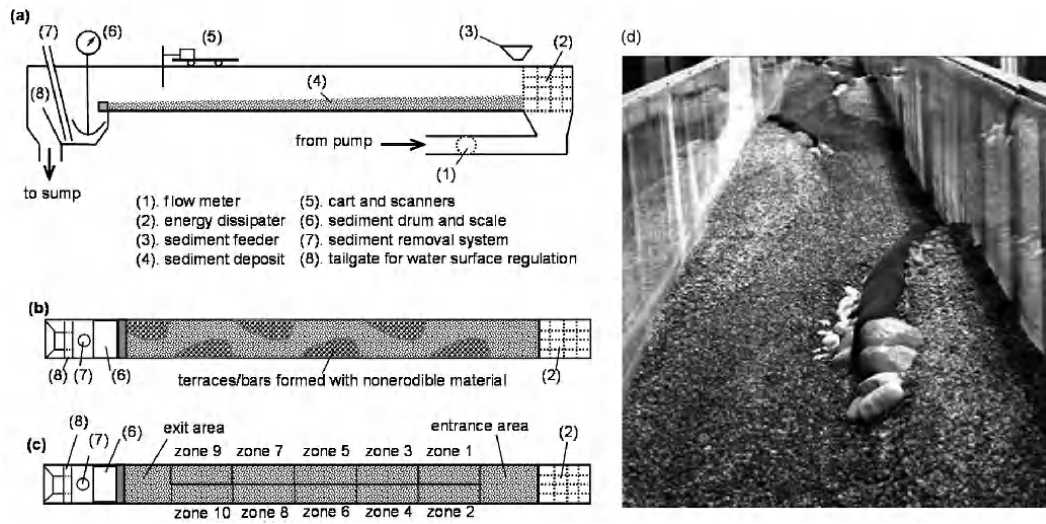 (a)
(7)
(6)
(5)
(3)
(2)
(8)
(4)
from pump
(1)
to sump
(1). flow meter
(2). energy dissipater
(3). sediment feeder
(4). sediment deposit
(5). cart and scanners
(6). sediment drum and scale
(7). sediment removal system
(8). tailgate for water surface regulation
(b)
(8)
(7)
(6)
terraces/bars formed with nonerodible material
(2)
(c)
(8)
(7)
(6)
exit area
entrance area
(2)
zone 9 zone 7 zone 5 zone 3 zone 1
zone 10 zone 8 zone 6 zone 4 zone 2
(d)